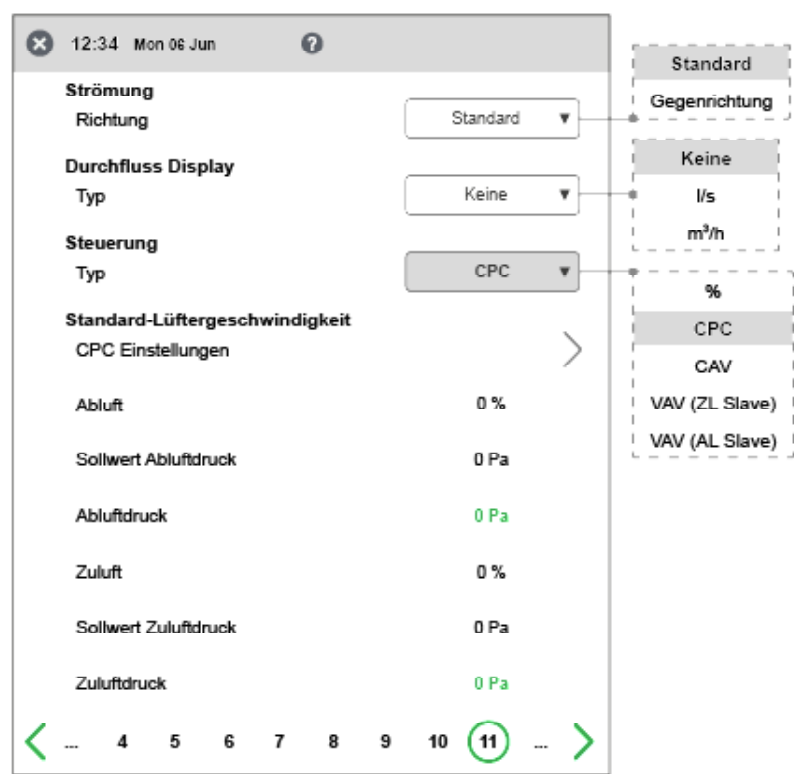 12:34 Mon 06 Jun ?
Strömung
Richtung Standard
Durchfluss Display
Typ Keine
Steuerung
Typ CPC
Standard-Lüftergeschwindigkeit
CPC Einstellungen
Abluft 0 %
Sollwert Abluftdruck 0 Pa
Abluftdruck 0 Pa
Zuluft 0 %
Sollwert Zuluftdruck 0 Pa
Zuluftdruck 0 Pa
... 4 5 6 7 8 9 10 11 ...
Standard
Gegenrichtung
Keine
l/s
m³/h
%
CPC
CAV
VAV (ZL Slave)
VAV (AL Slave)